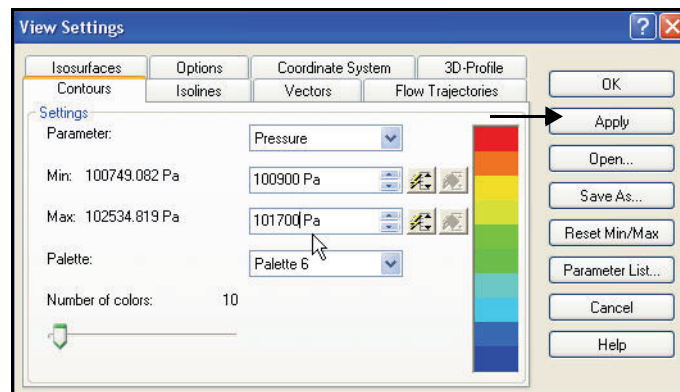 View Settings
Isosurfaces Options Coordinate System 3D-Profile
Contours Isolines Vectors Flow Trajectories
Settings
Parameter: Pressure
Min: 100749.082 Pa 100900 Pa
Max: 102534.819 Pa 101700 Pa
Palette: Palette 6
Number of colors: 10
OK
Apply
Open...
Save As...
Reset Min/Max
Parameter List...
Cancel
Help